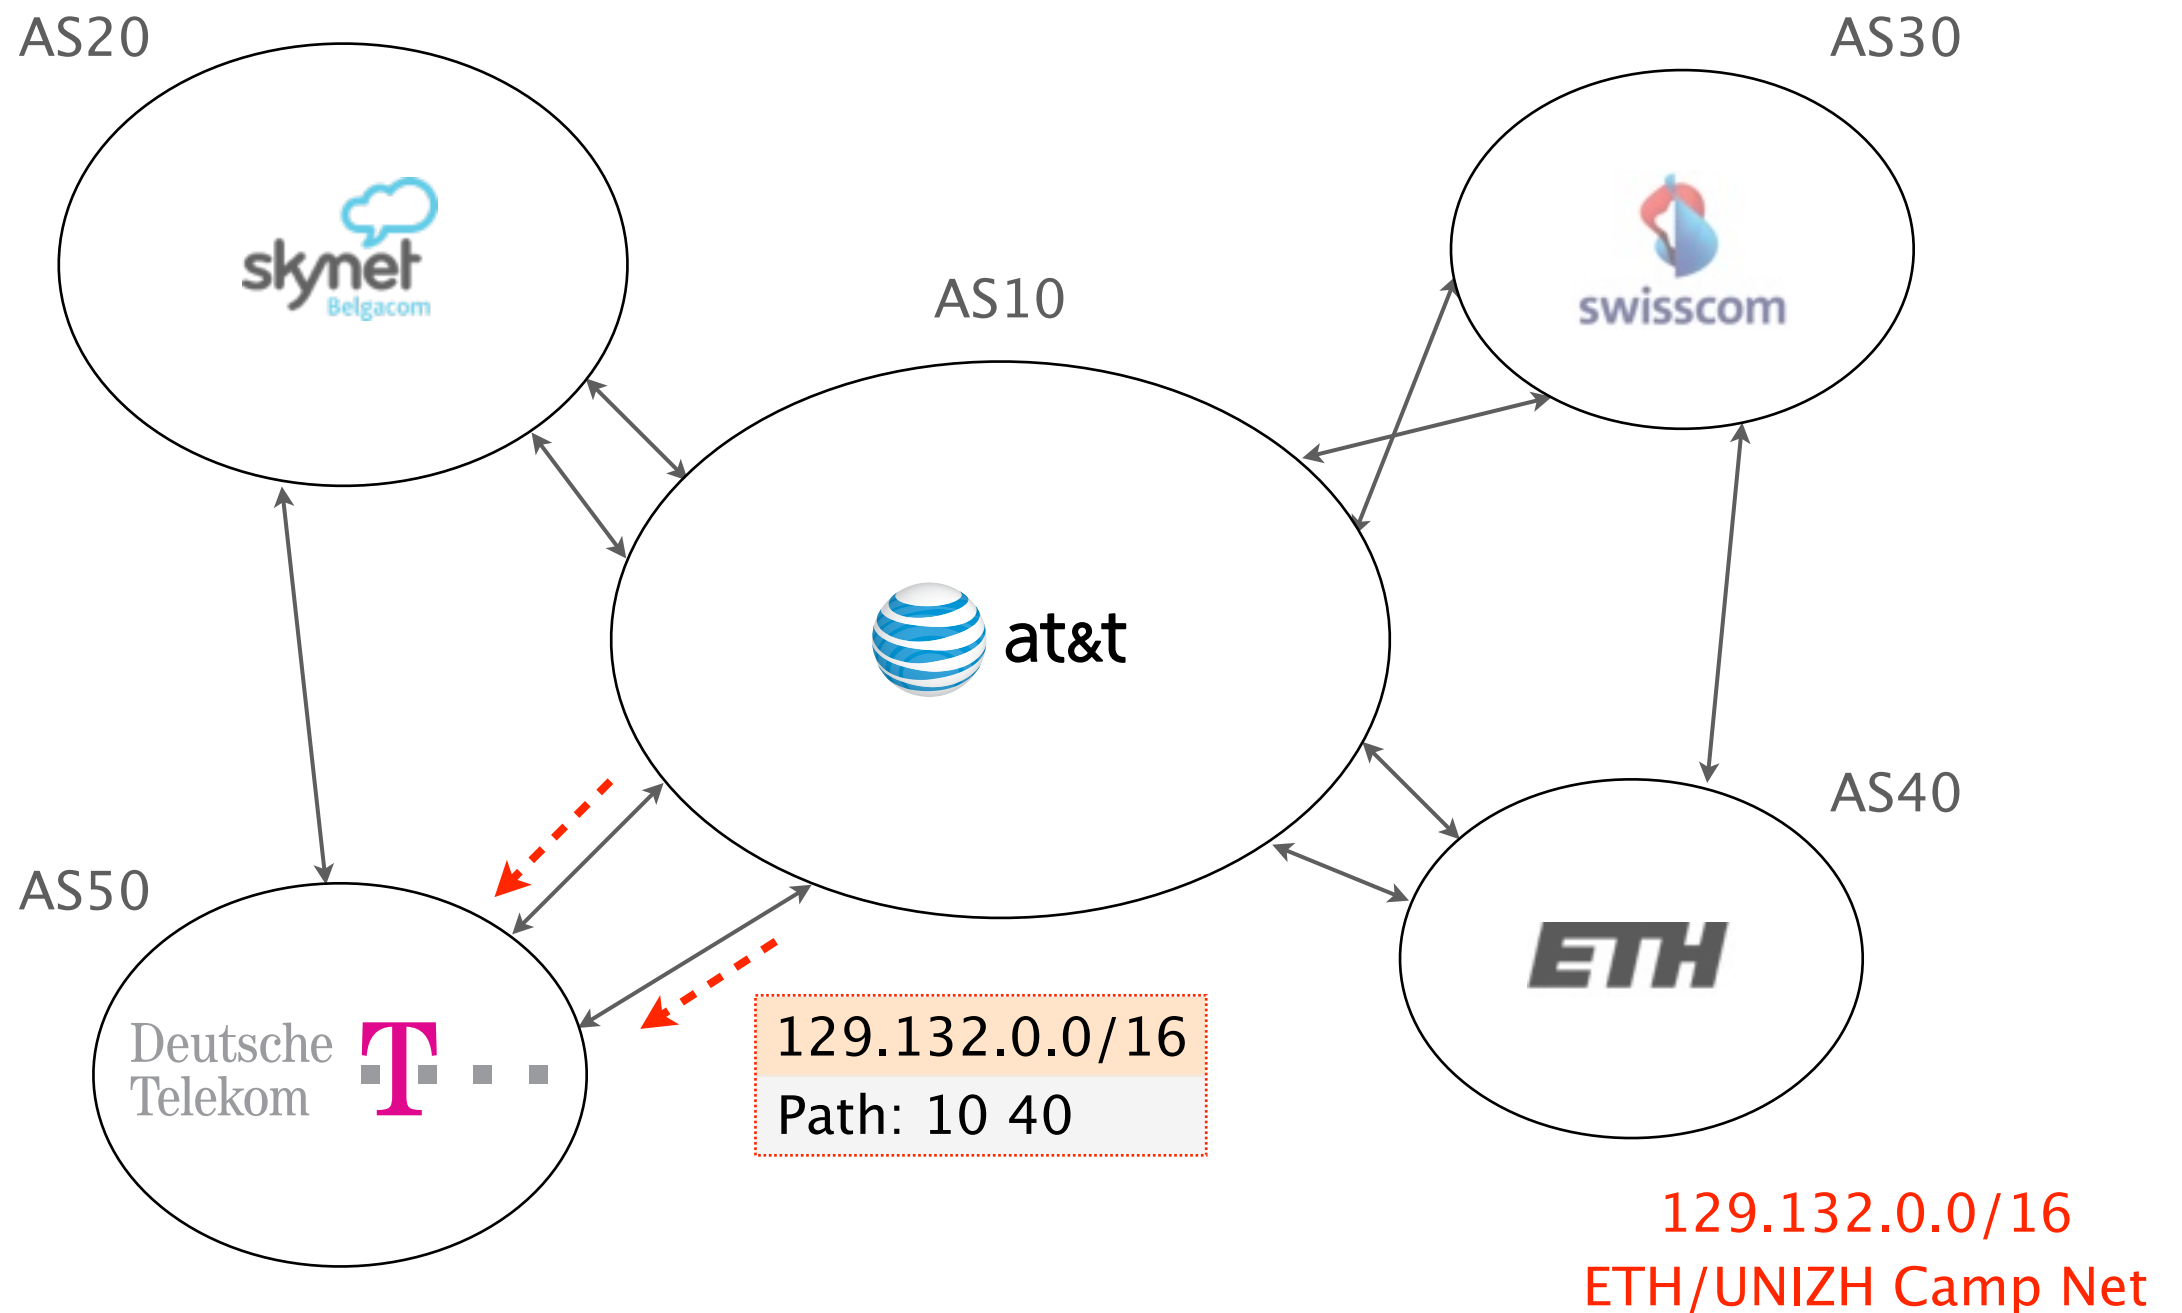 AS20
AS30
skynet
Belgacom
swisscom
AS10
at&t
AS40
AS50
ETH
Deutsche
Telekom
T
129.132.0.0/16
Path: 10 40
129.132.0.0/16
ETH/UNIZH Camp Net